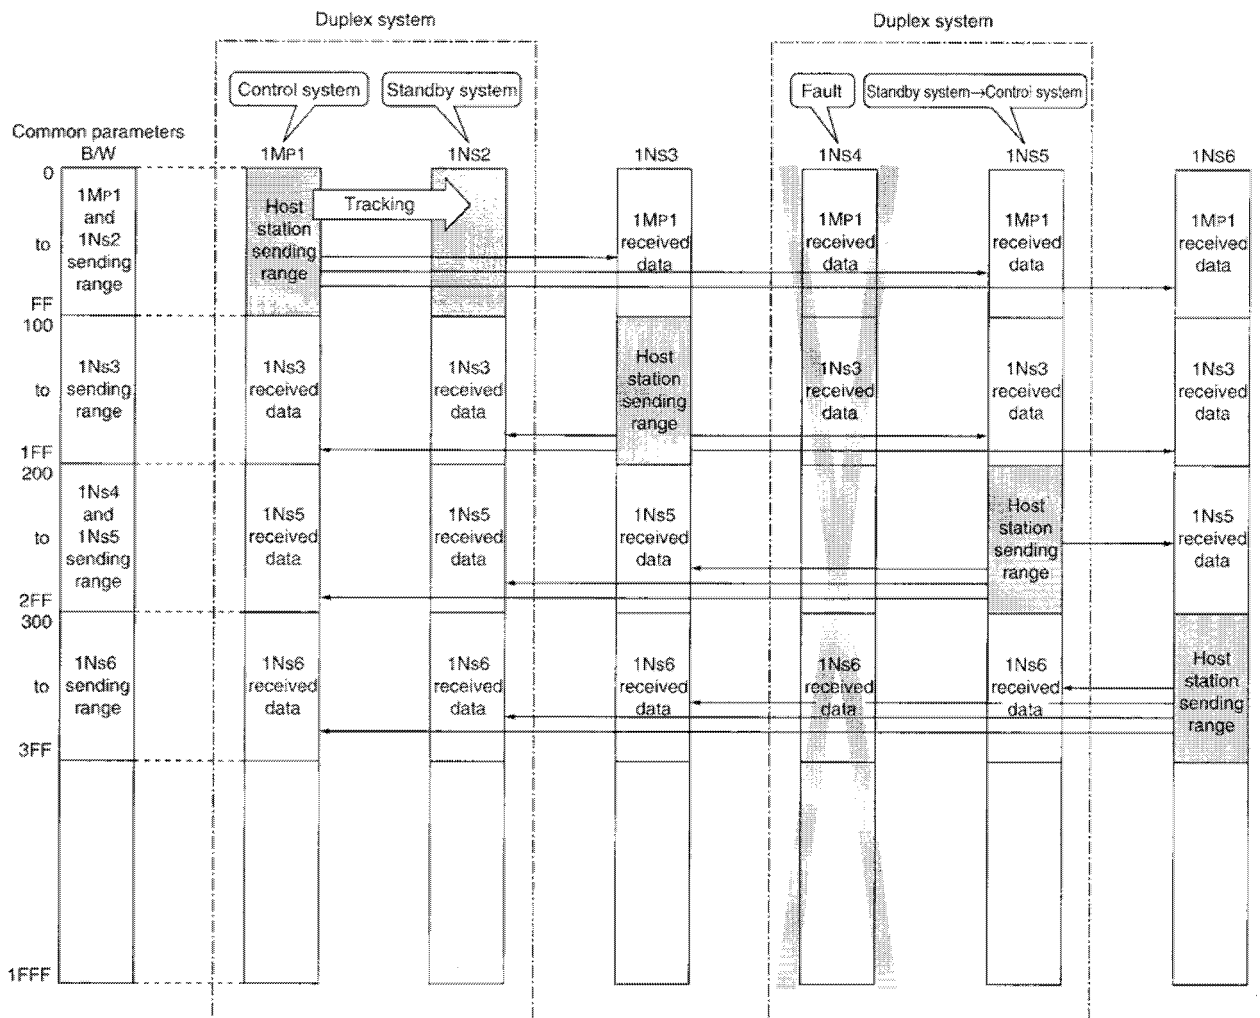 Duplex system
Duplex system
Control system
Standby system
Fault
Standby system→Control system
Common parameters
B/W
1MP1
1NS2
1NS3
1NS4
1NS5
1NS6
0
to
FF
1MP1
and
1NS2
sending
range
Host
station
sending
range
Tracking
1MP1
received
data
1MP1
received
data
1MP1
received
data
1MP1
received
data
100
to
1FF
1NS3
sending
range
1NS3
received
data
1NS3
received
data
Host
station
sending
range
1NS3
received
data
1NS3
received
data
1NS3
received
data
200
to
2FF
1NS4
and
1NS5
sending
range
1NS5
received
data
1NS5
received
data
1NS5
received
data
Host
station
sending
range
1NS5
received
data
300
to
3FF
1NS6
sending
range
1NS6
received
data
1NS6
received
data
1NS6
received
data
1NS6
received
data
1NS6
received
data
Host
station
sending
range
1FFF